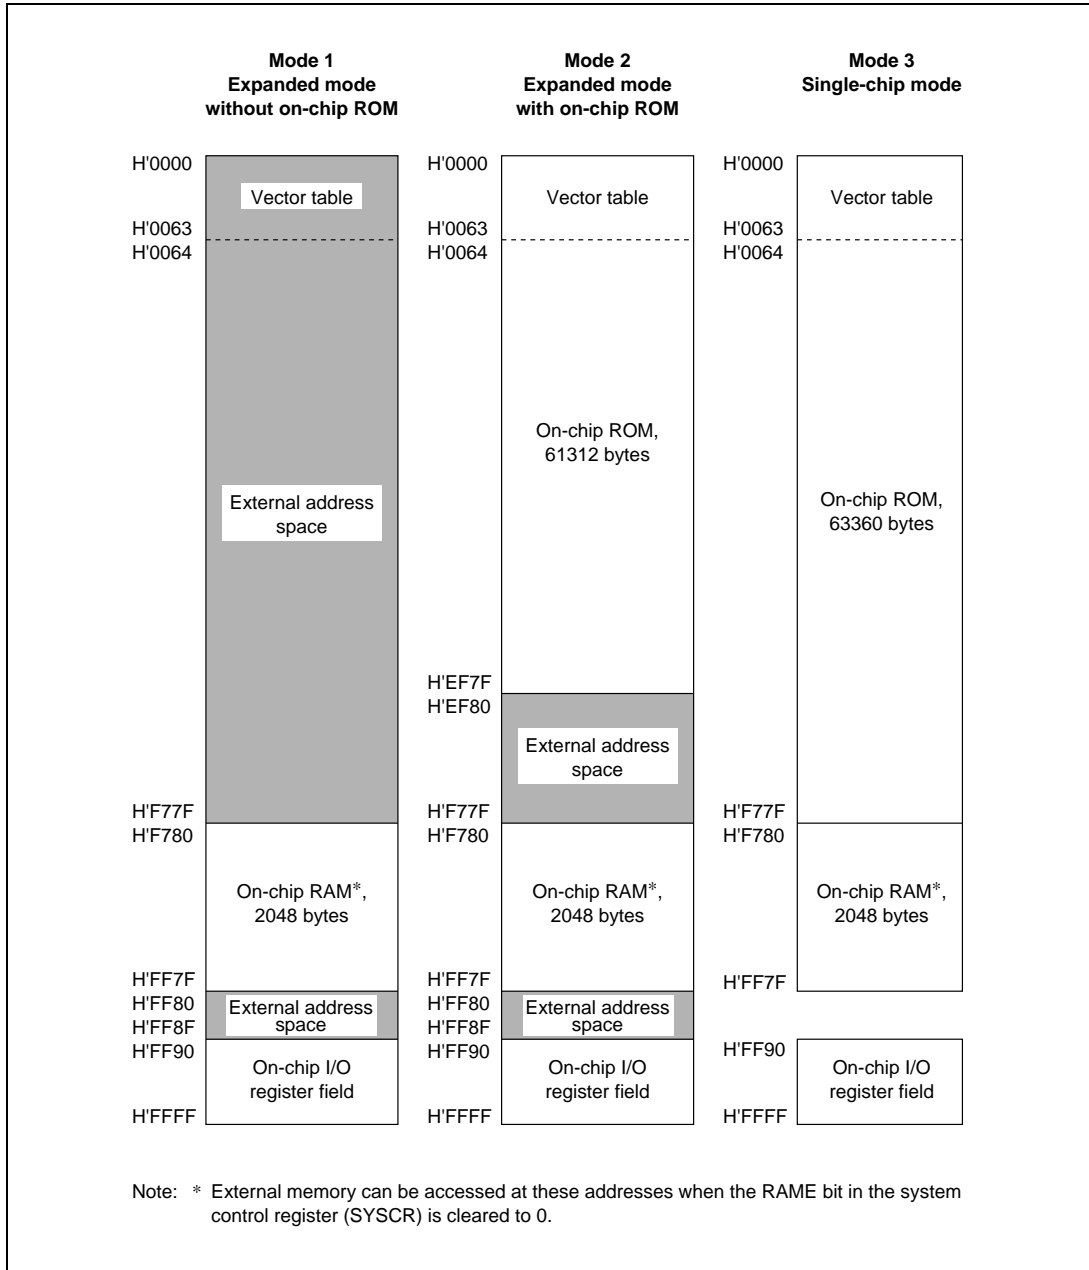 Mode 1
Expanded mode
without on-chip ROM
H'0000
Vector table
H'0063
H'0064
External address
space
H'F77F
H'F780
On-chip RAM*,
2048 bytes
H'FF7F
H'FF80
External address
space
H'FF8F
H'FF90
On-chip I/O
register field
H'FFFF
Mode 2
Expanded mode
with on-chip ROM
H'0000
Vector table
H'0063
H'0064
On-chip ROM,
61312 bytes
H'EF7F
H'EF80
External address
space
H'F77F
H'F780
On-chip RAM*,
2048 bytes
H'FF7F
H'FF80
External address
space
H'FF8F
H'FF90
On-chip I/O
register field
H'FFFF
Mode 3
Single-chip mode
H'0000
Vector table
H'0063
H'0064
On-chip ROM,
63360 bytes
H'F77F
H'F780
On-chip RAM*,
2048 bytes
H'FF7F
H'FF90
On-chip I/O
register field
H'FFFF
Note: * External memory can be accessed at these addresses when the RAME bit in the system
control register (SYSCR) is cleared to 0.